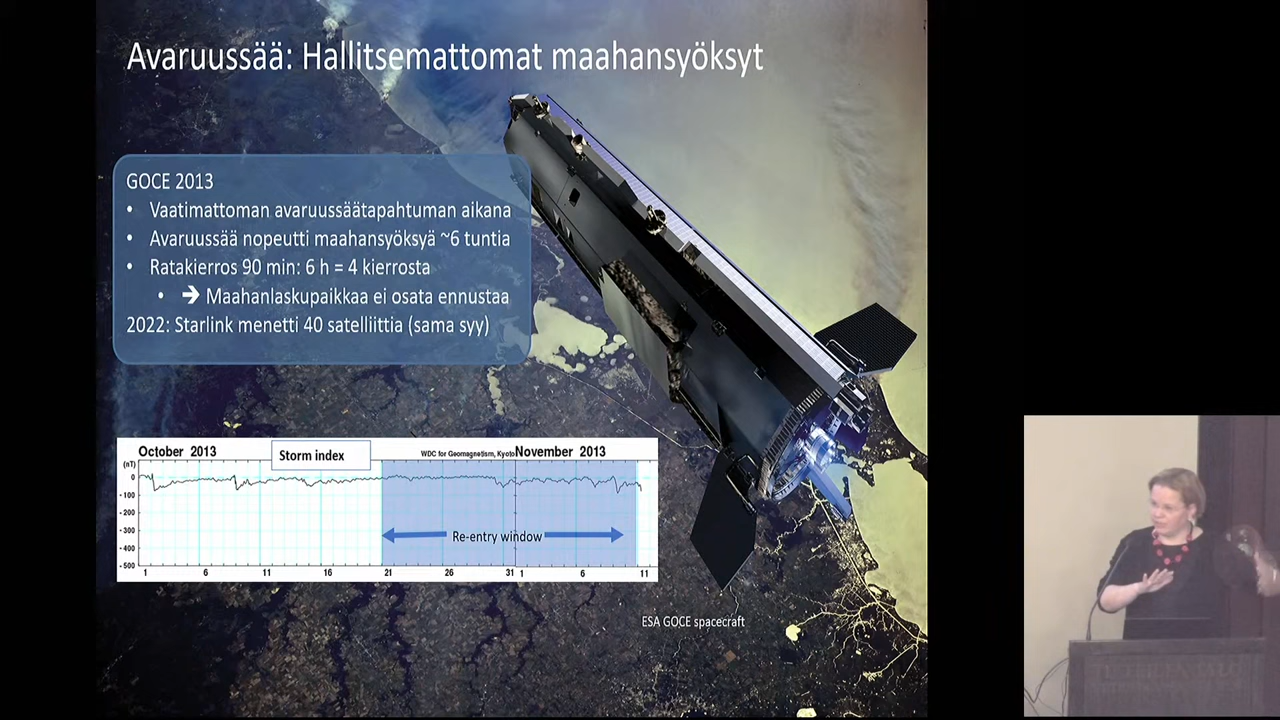 Avaruussää: Hallitsemattomat maahansyöksyt
GOCE 2013
• Vaatimattoman avaruussäätapahtuman aikana
• Avaruussää nopeutti maahansyöksyä ~6 tuntia
• Ratakierros 90 min: 6 h = 4 kierrosta
• ➔ Maahanlaskupaikkaa ei osata ennustaa
2022: Starlink menetti 40 satelliittia (sama syy)
October 2013
Storm index
WDC for Geomagnetism, Kyoto
November 2013
(nT)
0
-100
-200
-300
-400
-500
Re-entry window
1 6 11 16 21 26 31 1 6 11
ESA GOCE spacecraft